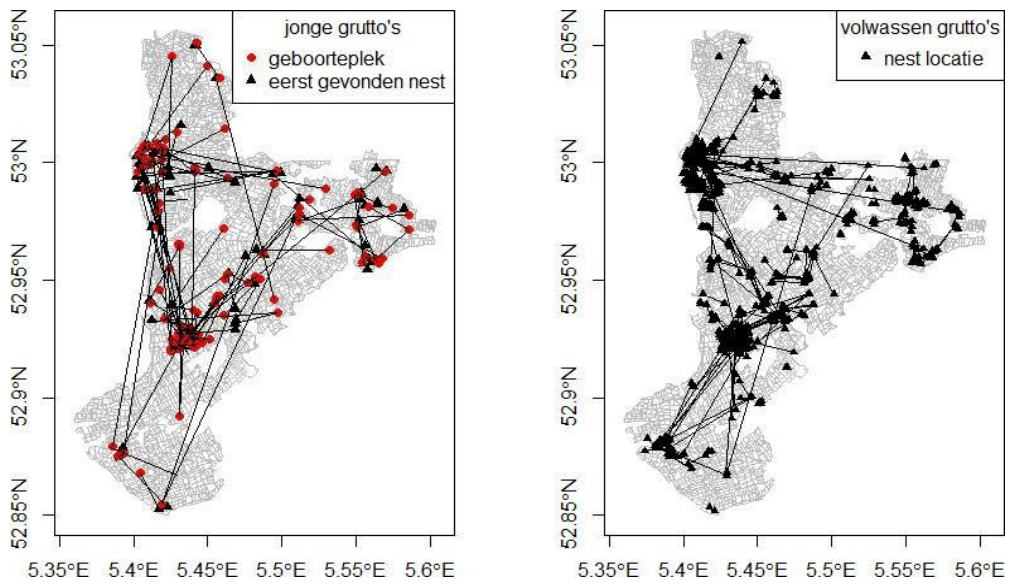 jonge grutto's
geboorteplek
eerst gevonden nest
53.05°N
53°N
52.95°N
52.9°N
52.85°N
5.35°E 5.4°E 5.45°E 5.5°E 5.55°E 5.6°E
volwassen grutto's
nest locatie
53.05°N
53°N
52.95°N
52.9°N
52.85°N
5.35°E 5.4°E 5.45°E 5.5°E 5.55°E 5.6°E